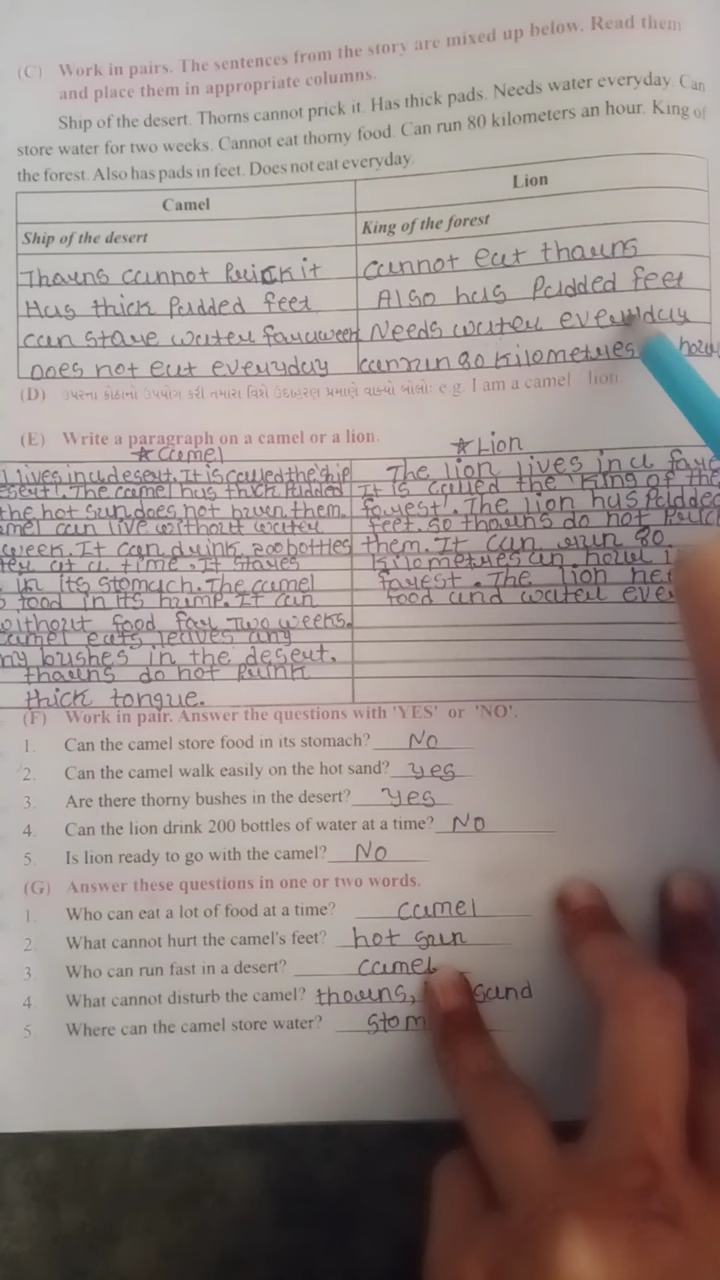 (C) Work in pairs. The sentences from the story are mixed up below. Read them
and place them in appropriate columns.
Ship of the desert. Thorns cannot prick it. Has thick pads. Needs water everyday. Can
store water for two weeks. Cannot eat thorny food. Can run 80 kilometers an hour. King of
the forest. Also has pads in feet. Does not eat everyday.
Camel Lion
Ship of the desert King of the forest
Thorns cannot Prick it cannot eat thorns
Has thick Padded feet Also has Padded feet
can store water for a week Needs water everyday
Does not eat everyday can run 80 kilometres hour
(D) ઉપરના કોઠાનો ઉપયોગ કરી તમારા વિશે ઉદાહરણ પ્રમાણે વાક્યો બોલો: e.g. I am a camel / lion.
(E) Write a paragraph on a camel or a lion.
★ Camel ★ Lion
lives in a desert. It is called the 'ship The lion lives in a
The camel has thick Padded It is called the 'King of the
the hot sun does not burn them. forest'. The lion has Padded
can live without water feet. so thorns do not
week. It can drink 200 bottles them. It can run 80
at a time. It stores kilometres an hour
in its stomach. The camel forest. The lion
food in its hump. It can food and water
without food for Two weeks.
eats leaves any
bushes in the desert.
thorns do not
thick tongue.
(F) Work in pair. Answer the questions with 'YES' or 'NO'.
1. Can the camel store food in its stomach? No
2. Can the camel walk easily on the hot sand? yes
3. Are there thorny bushes in the desert? yes
4. Can the lion drink 200 bottles of water at a time? No
5. Is lion ready to go with the camel? No
(G) Answer these questions in one or two words.
1. Who can eat a lot of food at a time? camel
2. What cannot hurt the camel's feet? hot sun
3. Who can run fast in a desert? camel
4. What cannot disturb the camel? thorns, sand
5. Where can the camel store water? stom